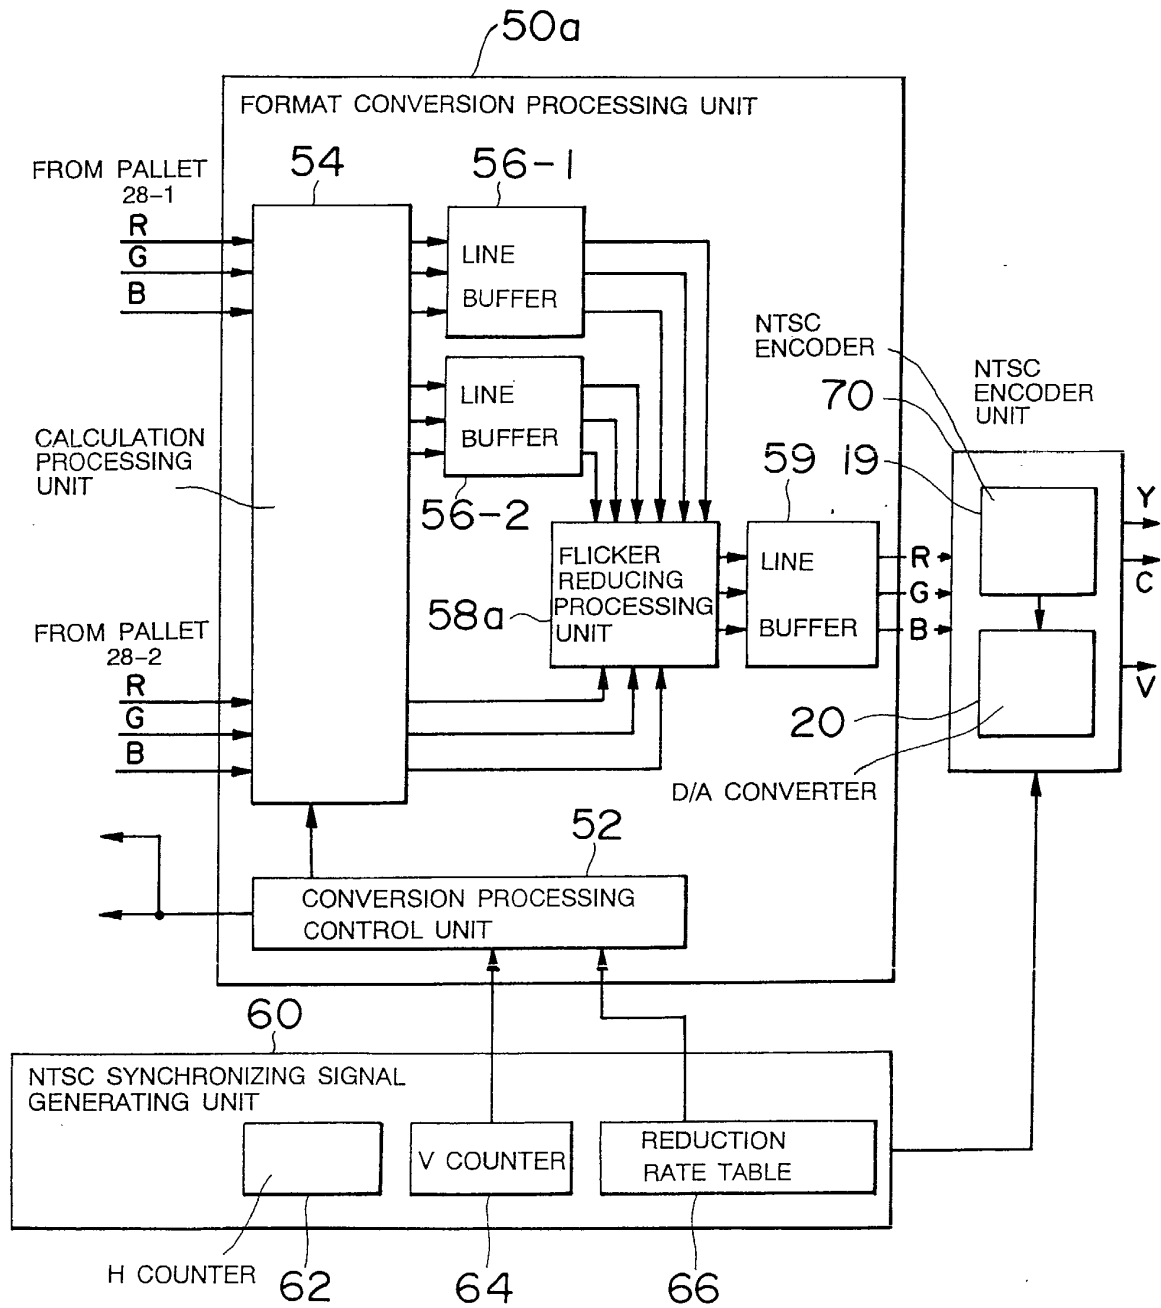 50a
FORMAT CONVERSION PROCESSING UNIT
FROM PALLET
28-1
R
G
B
54
56-1
LINE
BUFFER
LINE
BUFFER
56-2
CALCULATION
PROCESSING
UNIT
NTSC
ENCODER
70
NTSC
ENCODER
UNIT
59
19
FLICKER
REDUCING
PROCESSING
UNIT
58a
LINE
BUFFER
R
G
B
Y
C
V
FROM PALLET
28-2
R
G
B
20
D/A CONVERTER
52
CONVERSION PROCESSING
CONTROL UNIT
60
NTSC SYNCHRONIZING SIGNAL
GENERATING UNIT
V COUNTER
REDUCTION
RATE TABLE
H COUNTER
62
64
66